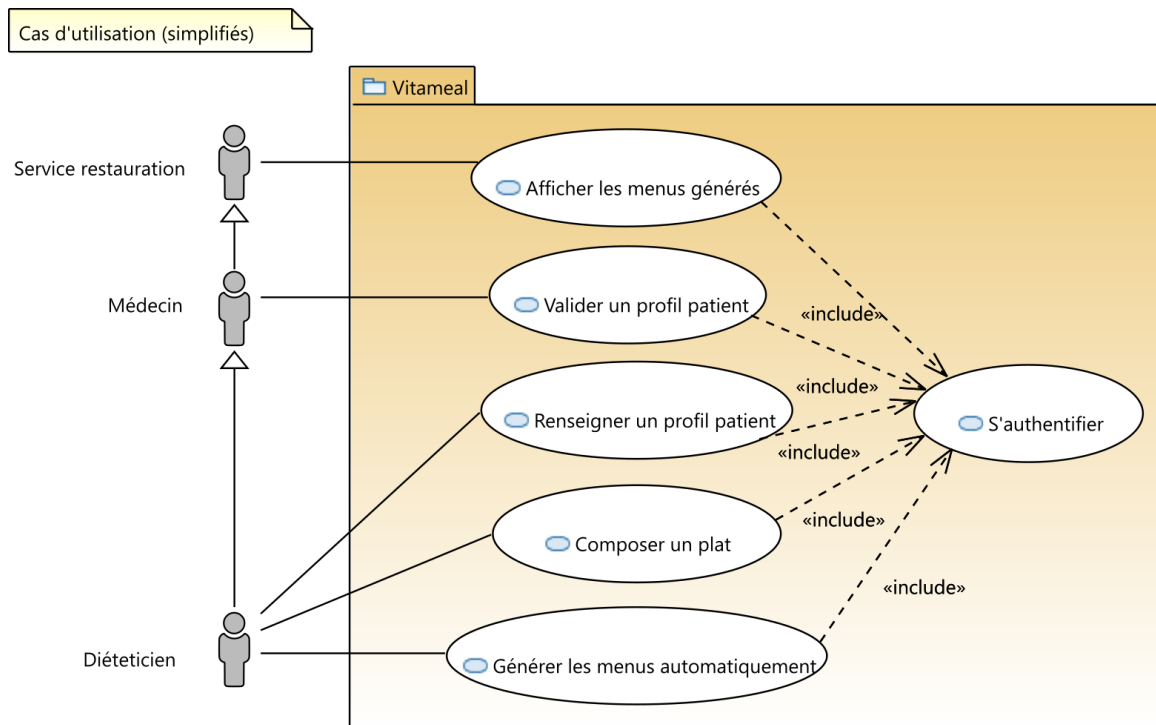 Cas d'utilisation (simplifiés)
Vitameal
Service restauration
Afficher les menus générés
Médecin
Valider un profil patient
«include»
«include»
Renseigner un profil patient
S'authentifier
«include»
«include»
Composer un plat
«include»
Diéteticien
Générer les menus automatiquement